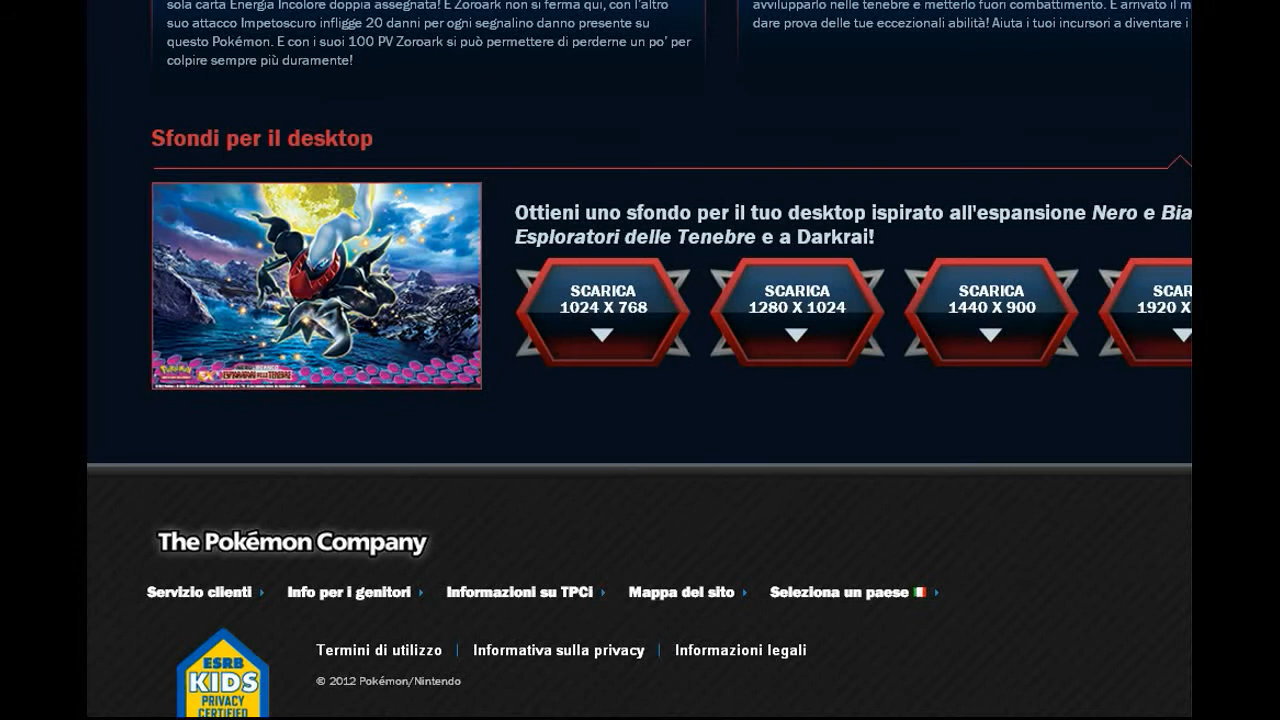 sola carta Energia Incolore doppia assegnata! E Zoroark non si ferma qui, con l'altro
suo attacco Impetoscuro infligge 20 danni per ogni segnalino danno presente su
questo Pokémon. E con i suoi 100 PV Zoroark si può permettere di perderne un po' per
colpire sempre più duramente!
avvilupparlo nelle tenebre e metterlo fuori combattimento. È arrivato il m
dare prova delle tue eccezionali abilità! Aiuta i tuoi incursori a diventare i
Sfondi per il desktop
Ottieni uno sfondo per il tuo desktop ispirato all'espansione Nero e Bia
Esploratori delle Tenebre e a Darkrai!
SCARICA
1024 X 768
SCARICA
1280 X 1024
SCARICA
1440 X 900
SCAR
1920 X
The Pokémon Company
Servizio clienti
Info per i genitori
Informazioni su TPCi
Mappa del sito
Seleziona un paese
Termini di utilizzo | Informativa sulla privacy | Informazioni legali
© 2012 Pokémon/Nintendo
ESRB
KIDS
PRIVACY
CERTIFIED